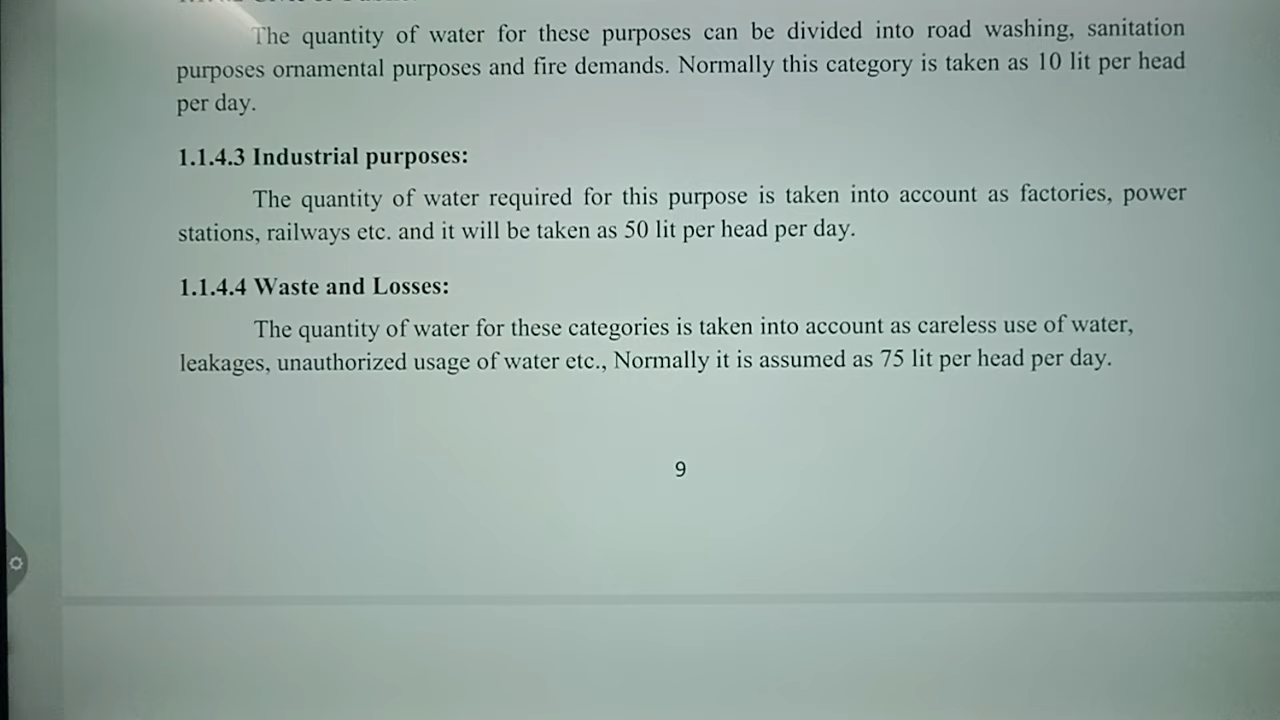 The quantity of water for these purposes can be divided into road washing, sanitation
purposes ornamental purposes and fire demands. Normally this category is taken as 10 lit per head
per day.
1.1.4.3 Industrial purposes:
The quantity of water required for this purpose is taken into account as factories, power
stations, railways etc. and it will be taken as 50 lit per head per day.
1.1.4.4 Waste and Losses:
The quantity of water for these categories is taken into account as careless use of water,
leakages, unauthorized usage of water etc., Normally it is assumed as 75 lit per head per day.
9